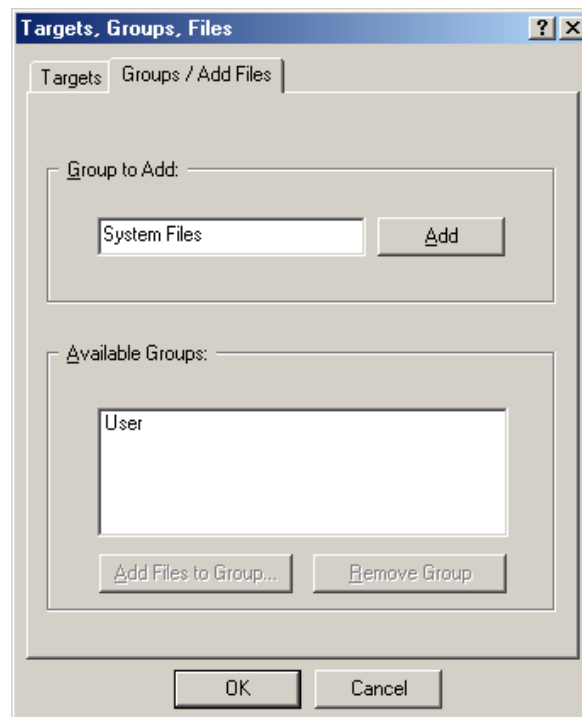 Targets, Groups, Files
Targets
Groups / Add Files
Group to Add:
System Files
Add
Available Groups:
User
Add Files to Group...
Remove Group
OK
Cancel